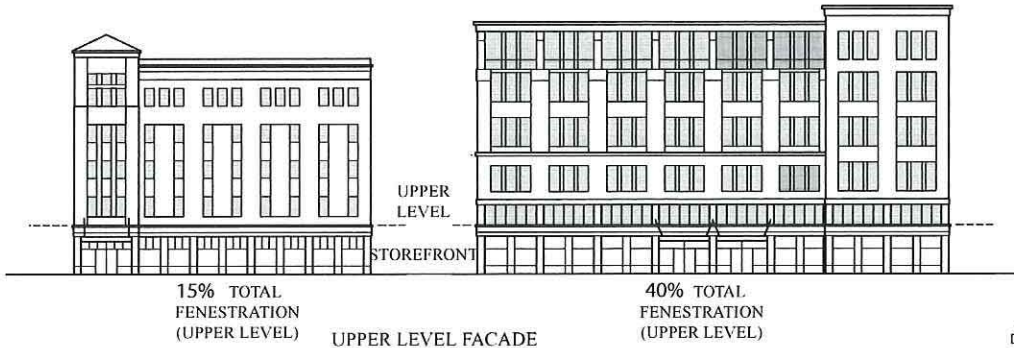 UPPER
LEVEL
STOREFRONT
15% TOTAL
FENESTRATION
(UPPER LEVEL)
40% TOTAL
FENESTRATION
(UPPER LEVEL)
UPPER LEVEL FACADE